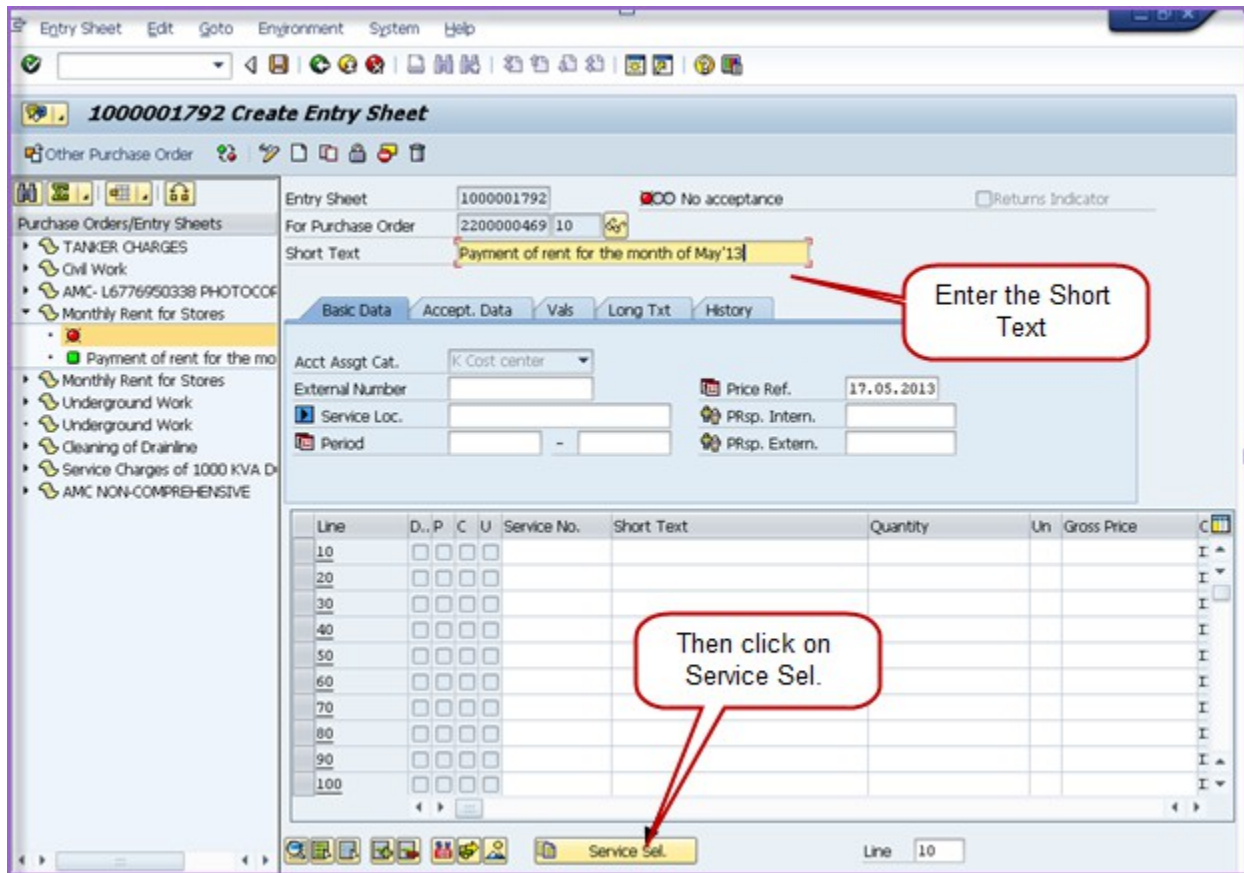 Entry Sheet Edit Goto Environment System Help
1000001792 Create Entry Sheet
Other Purchase Order
Entry Sheet 1000001792 No acceptance Returns Indicator
For Purchase Order 2200000469 10
Short Text Payment of rent for the month of May'13
Enter the Short
Text
Purchase Orders/Entry Sheets
TANKER CHARGES
Civil Work
AMC- L6776950338 PHOTOCOP
Monthly Rent for Stores
Payment of rent for the mo
Monthly Rent for Stores
Underground Work
Underground Work
Cleaning of Drainline
Service Charges of 1000 KVA D
AMC NON-COMPREHENSIVE
Basic Data Accept. Data Vals Long Txt History
Acct Assgt Cat. K Cost center
External Number Price Ref. 17.05.2013
Service Loc. PRsp. Intern.
Period - PRsp. Extern.
Line D.. P C U Service No. Short Text Quantity Un Gross Price C
10 I
20 I
30 I
40 I
50 I
60 I
70 I
80 I
90 I
100 I
Then click on
Service Sel.
Service Sel. Line 10